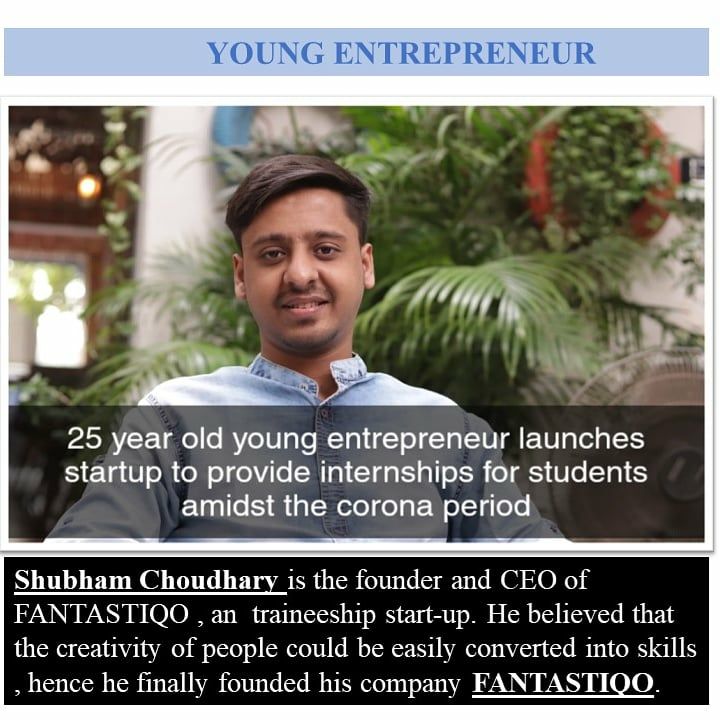 YOUNG ENTREPRENEUR
25 year old young entrepreneur launches
startup to provide internships for students
amidst the corona period
Shubham Choudhary is the founder and CEO of
FANTASTIQO , an traineeship start-up. He believed that
the creativity of people could be easily converted into skills
, hence he finally founded his company FANTASTIQO.